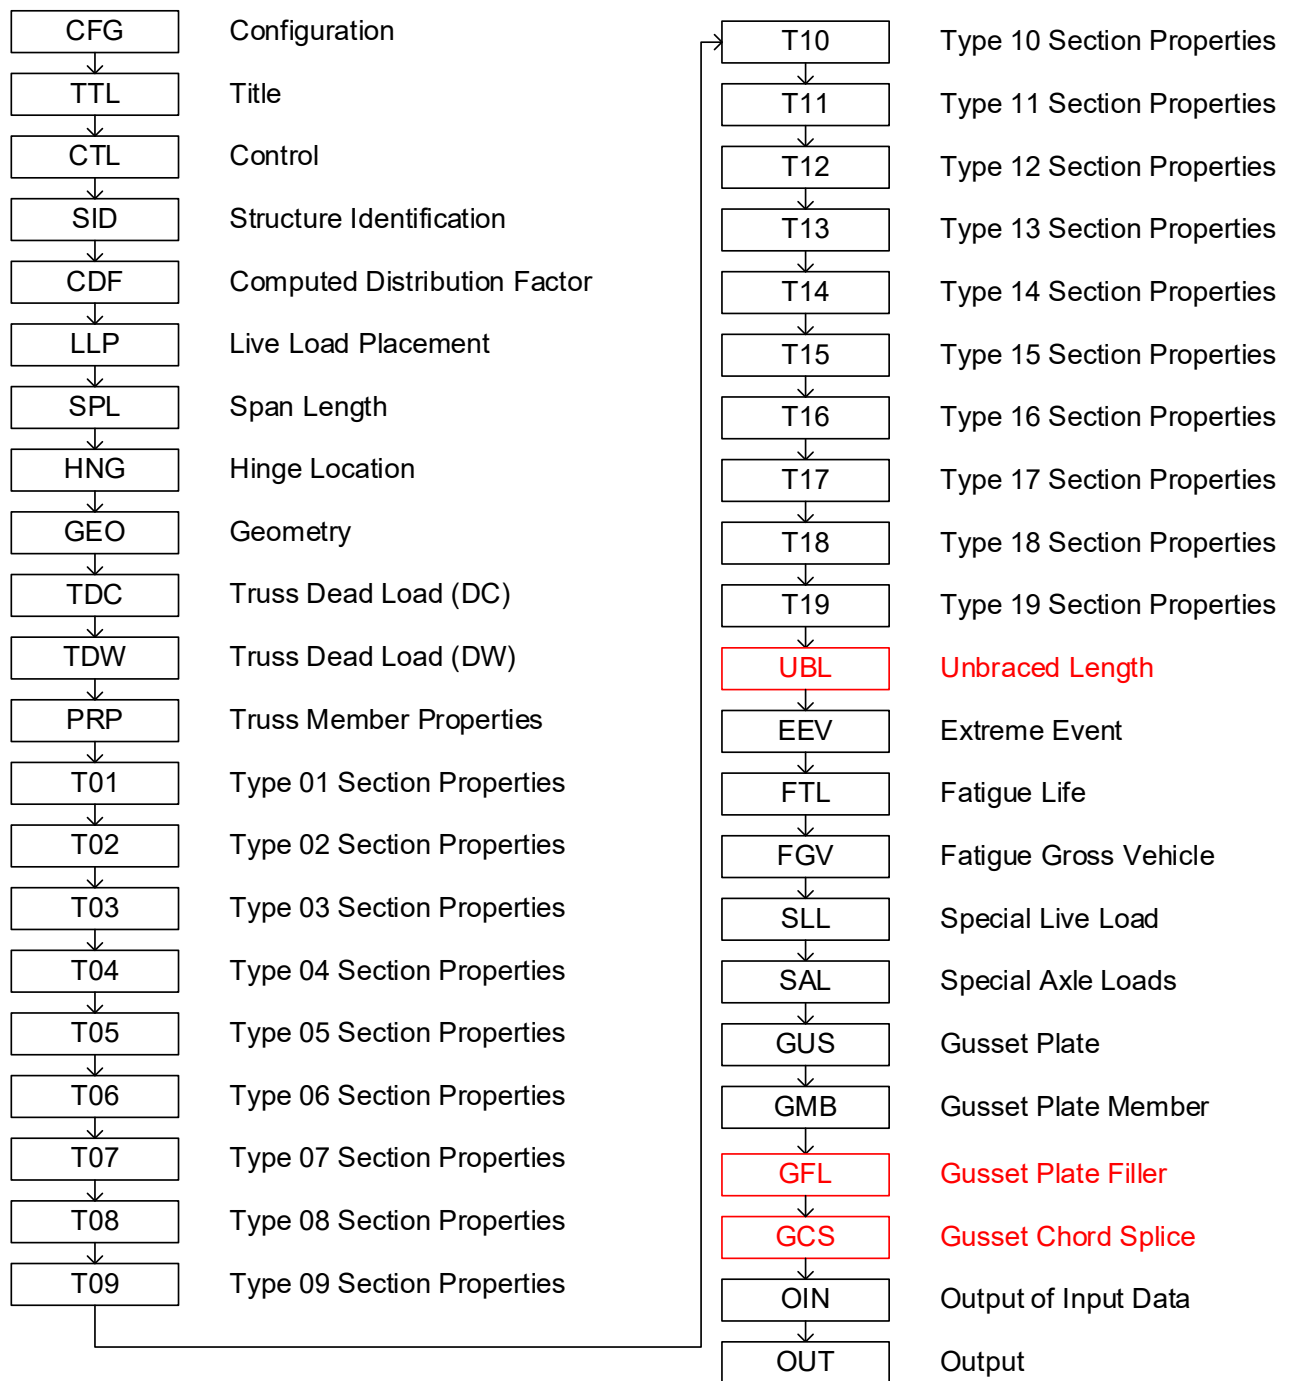 CFG Configuration
TTL Title
CTL Control
SID Structure Identification
CDF Computed Distribution Factor
LLP Live Load Placement
SPL Span Length
HNG Hinge Location
GEO Geometry
TDC Truss Dead Load (DC)
TDW Truss Dead Load (DW)
PRP Truss Member Properties
T01 Type 01 Section Properties
T02 Type 02 Section Properties
T03 Type 03 Section Properties
T04 Type 04 Section Properties
T05 Type 05 Section Properties
T06 Type 06 Section Properties
T07 Type 07 Section Properties
T08 Type 08 Section Properties
T09 Type 09 Section Properties
T10 Type 10 Section Properties
T11 Type 11 Section Properties
T12 Type 12 Section Properties
T13 Type 13 Section Properties
T14 Type 14 Section Properties
T15 Type 15 Section Properties
T16 Type 16 Section Properties
T17 Type 17 Section Properties
T18 Type 18 Section Properties
T19 Type 19 Section Properties
UBL Unbraced Length
EEV Extreme Event
FTL Fatigue Life
FGV Fatigue Gross Vehicle
SLL Special Live Load
SAL Special Axle Loads
GUS Gusset Plate
GMB Gusset Plate Member
GFL Gusset Plate Filler
GCS Gusset Chord Splice
OIN Output of Input Data
OUT Output